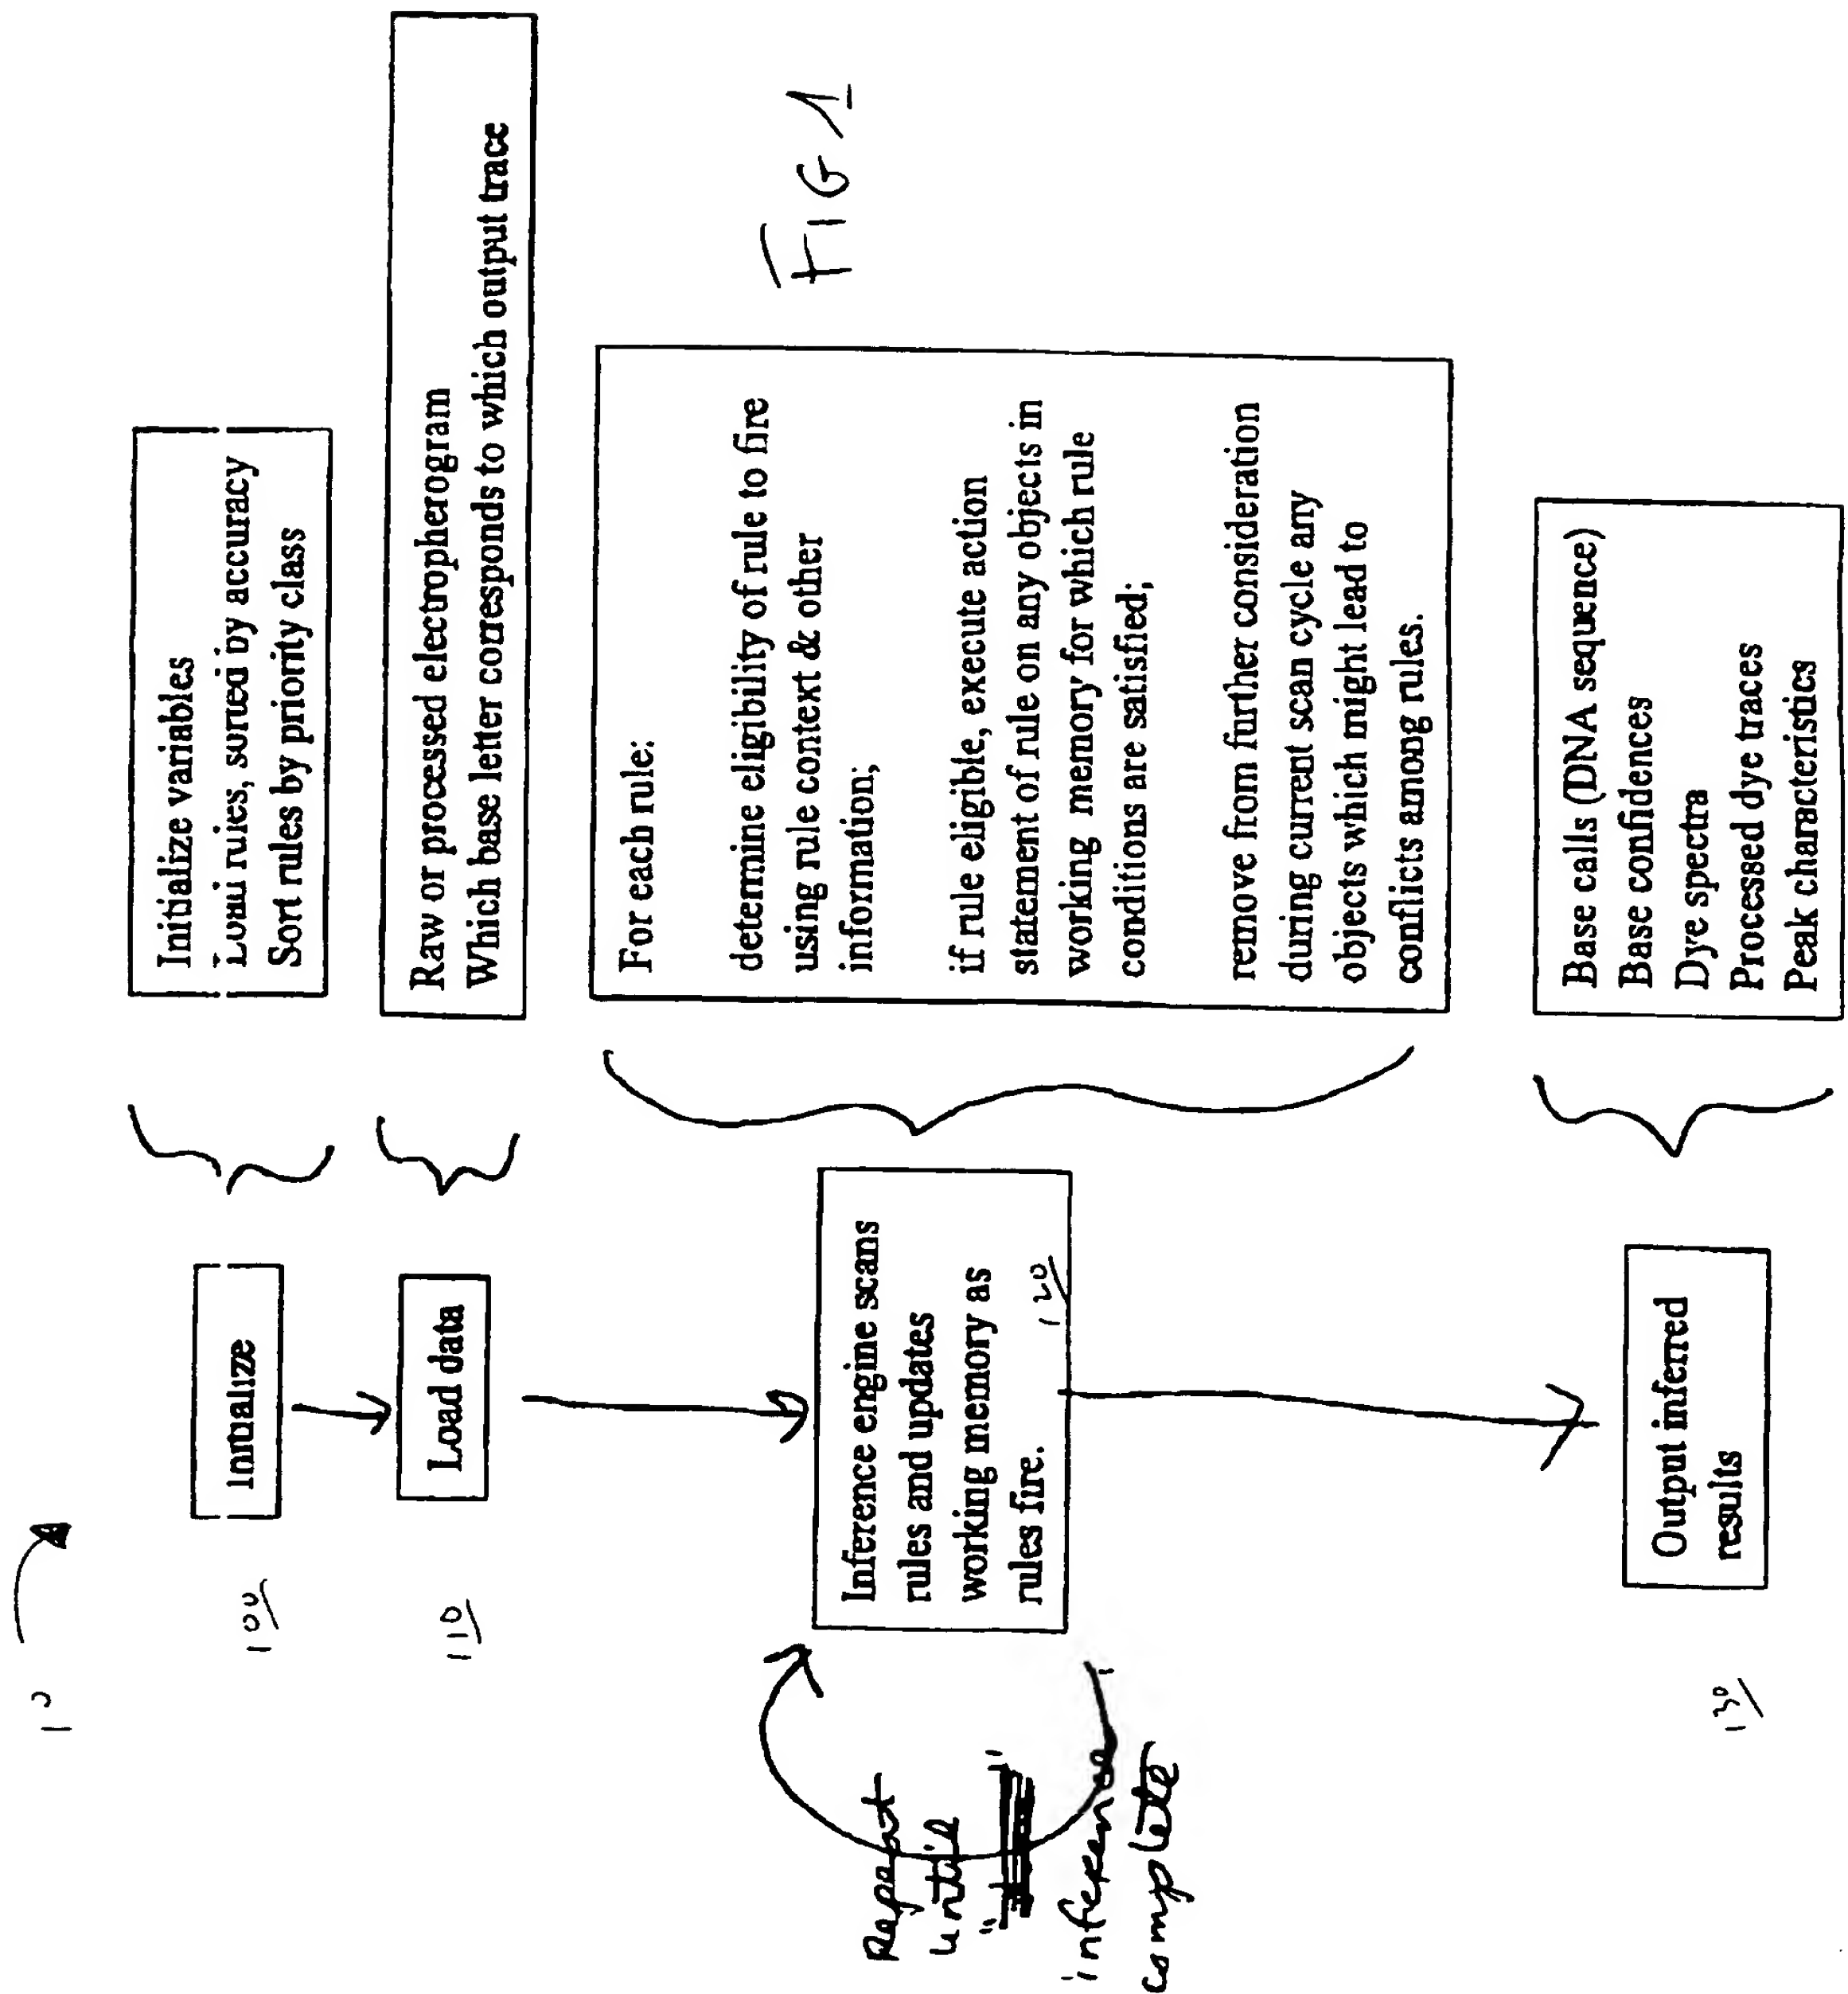 10
100
Initialize
Initialize variables
Load rules, sorted by accuracy
Sort rules by priority class
110
Load data
Raw or processed electropherogram
Which base letter corresponds to which output trace
Repeat
until
inference
complete
Inference engine scans
rules and updates
working memory as
rules fire.
120
For each rule:
determine eligibility of rule to fire
using rule context & other
information;
if rule eligible, execute action
statement of rule on any objects in
working memory for which rule
conditions are satisfied;
remove from further consideration
during current scan cycle any
objects which might lead to
conflicts among rules.
130
Output inferred
results
Base calls (DNA sequence)
Base confidences
Dye spectra
Processed dye traces
Peak characteristics
FIG 1